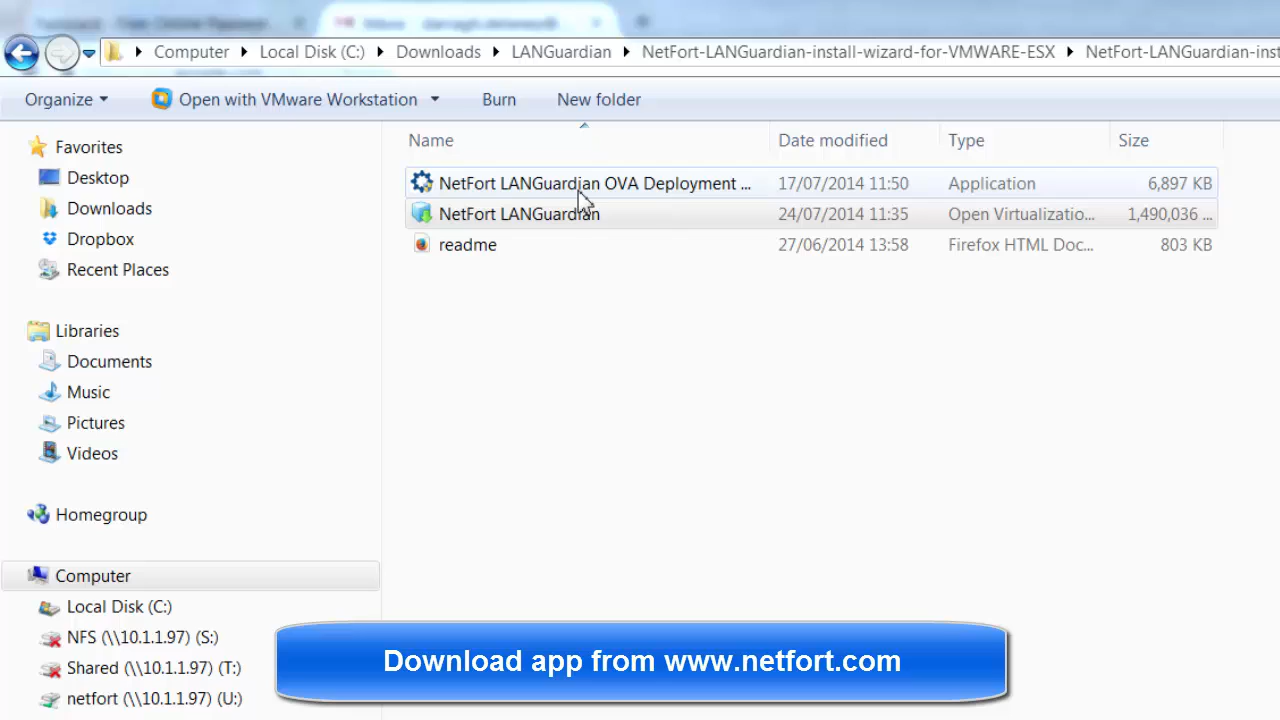 Computer Local Disk (C:) Downloads LANGuardian NetFort-LANGuardian-install-wizard-for-VMWARE-ESX NetFort-LANGuardian-inst
Organize Open with VMware Workstation Burn New folder
Name Date modified Type Size
Favorites
Desktop
Downloads
Dropbox
Recent Places
Libraries
Documents
Music
Pictures
Videos
Homegroup
Computer
Local Disk (C:)
NFS (\\10.1.1.97) (S:)
Shared (\\10.1.1.97) (T:)
netfort (\\10.1.1.97) (U:)
NetFort LANGuardian OVA Deployment ... 17/07/2014 11:50 Application 6,897 KB
NetFort LANGuardian 24/07/2014 11:35 Open Virtualizatio... 1,490,036 ...
readme 27/06/2014 13:58 Firefox HTML Doc... 803 KB
Download app from www.netfort.com